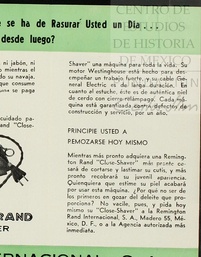 e se ha de Rasurar Usted un Dia...
desde luego?
CENTRO DE
ESTUDIOS
DE HISTORIA
DE MEXICO
ni jabón, ni
mientras el
du su navaja,
que consume
se paga
cuidado pa-
and "Close-
RAND
ER
Shaver" una máquina para toda la vida. Su
motor Westinghouse está hecho para des-
empeñar un trabajo fuerte, y su cable Ge-
neral Electric es de larga duración. En
cuanto al estuche, éste es de auténtica piel
de cerdo con cierre relámpago. Cada má-
quina está garantizada contra defectos de
construcción y servicio, por un año.
PRINCIPIE USTED A
REMOZARSE HOY MISMO
Mientras más pronto adquiera una Reming-
ton Rand "Close-Shaver" más pronto ce-
sará de cortarse y lastimar su cutis, y más
pronto recobrará su juvenil apariencia.
Quienquiera que estime su piel acabará
por usar esta máquina. ¿Por qué no ser de
los primeros en gozar del deleite que pro-
porciona? No vacile, pues, y pida hoy
mismo su "Close-Shaver" a la Remington
Rand Internacional, S. A., Madero 55, Mé-
xico, D. F., o a la Agencia autorizada más
inmediata.